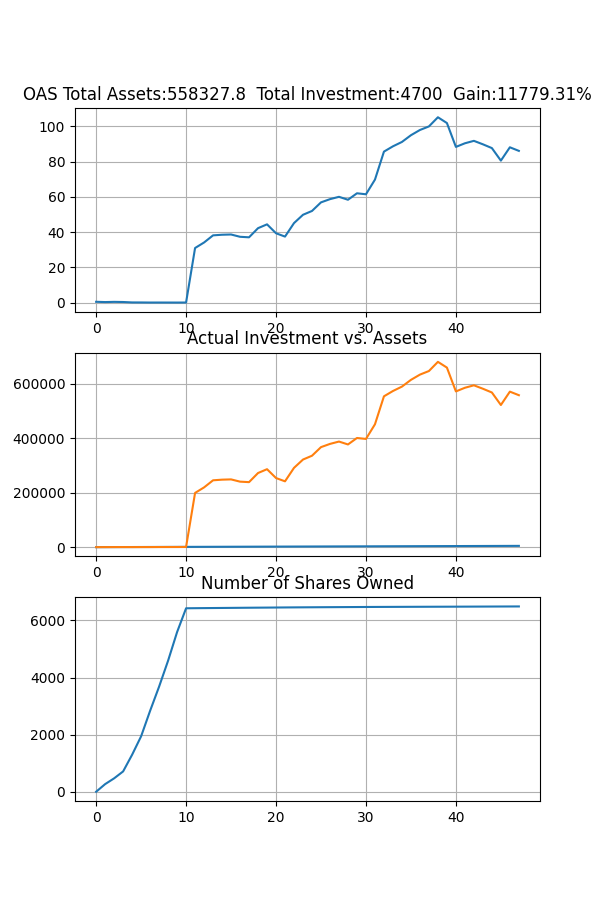 OAS Total Assets:558327.8  Total Investment:4700  Gain:11779.31%
100
80
60
40
20
0
0 10 20 30 40
Actual Investment vs. Assets
600000
400000
200000
0
0 10 20 30 40
Number of Shares Owned
6000
4000
2000
0
0 10 20 30 40